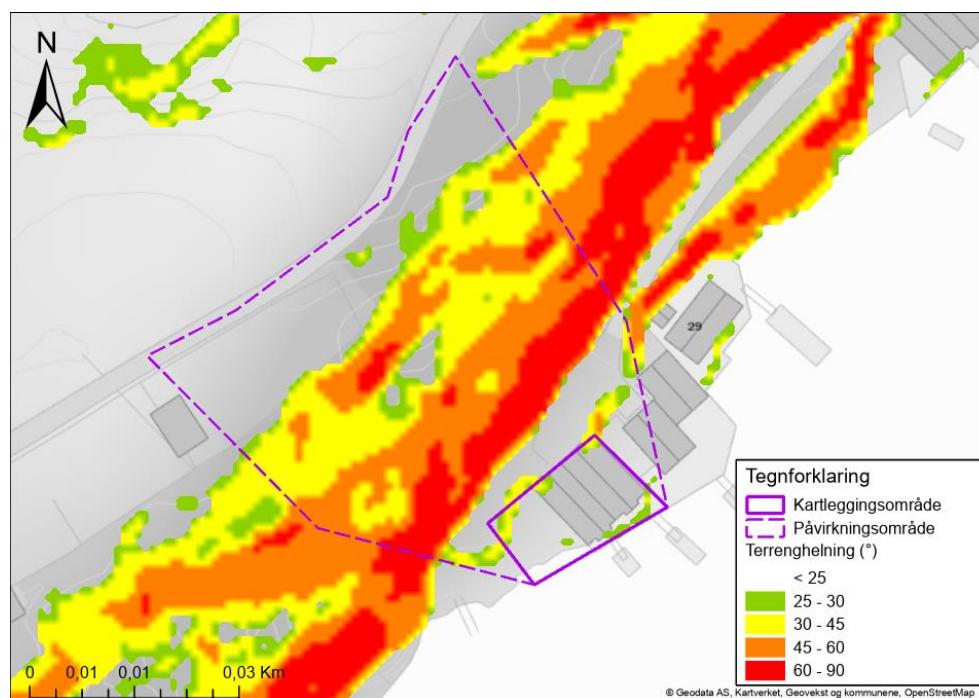 N
29
Tegnforklaring
Kartleggingsområde
Påvirkningsområde
Terrenghelning (°)
< 25
25 - 30
30 - 45
45 - 60
60 - 90
0 0,01 0,01 0,03 Km
© Geodata AS, Kartverket, Geovekst og kommunene, OpenStreetMap